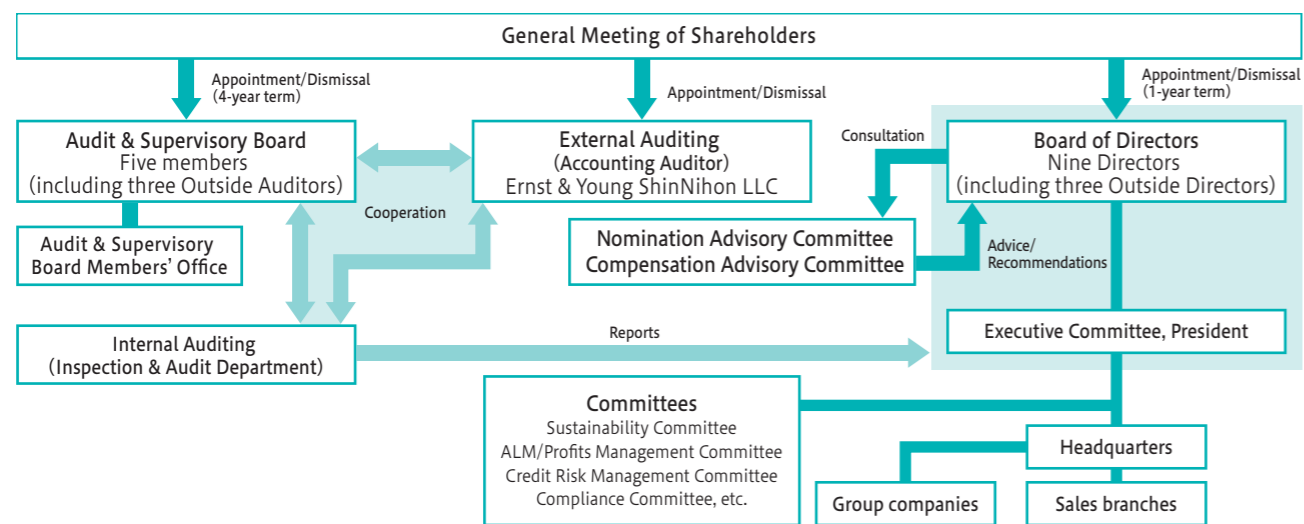 General Meeting of Shareholders
Appointment/Dismissal
(4-year term)
Appointment/Dismissal
Appointment/Dismissal
(1-year term)
Audit & Supervisory Board
Five members
(including three Outside Auditors)
External Auditing
(Accounting Auditor)
Ernst & Young ShinNihon LLC
Consultation
Board of Directors
Nine Directors
(including three Outside Directors)
Cooperation
Audit & Supervisory
Board Members’ Office
Nomination Advisory Committee
Compensation Advisory Committee
Advice/
Recommendations
Internal Auditing
(Inspection & Audit Department)
Reports
Executive Committee, President
Committees
Sustainability Committee
ALM/Profits Management Committee
Credit Risk Management Committee
Compliance Committee, etc.
Headquarters
Group companies
Sales branches